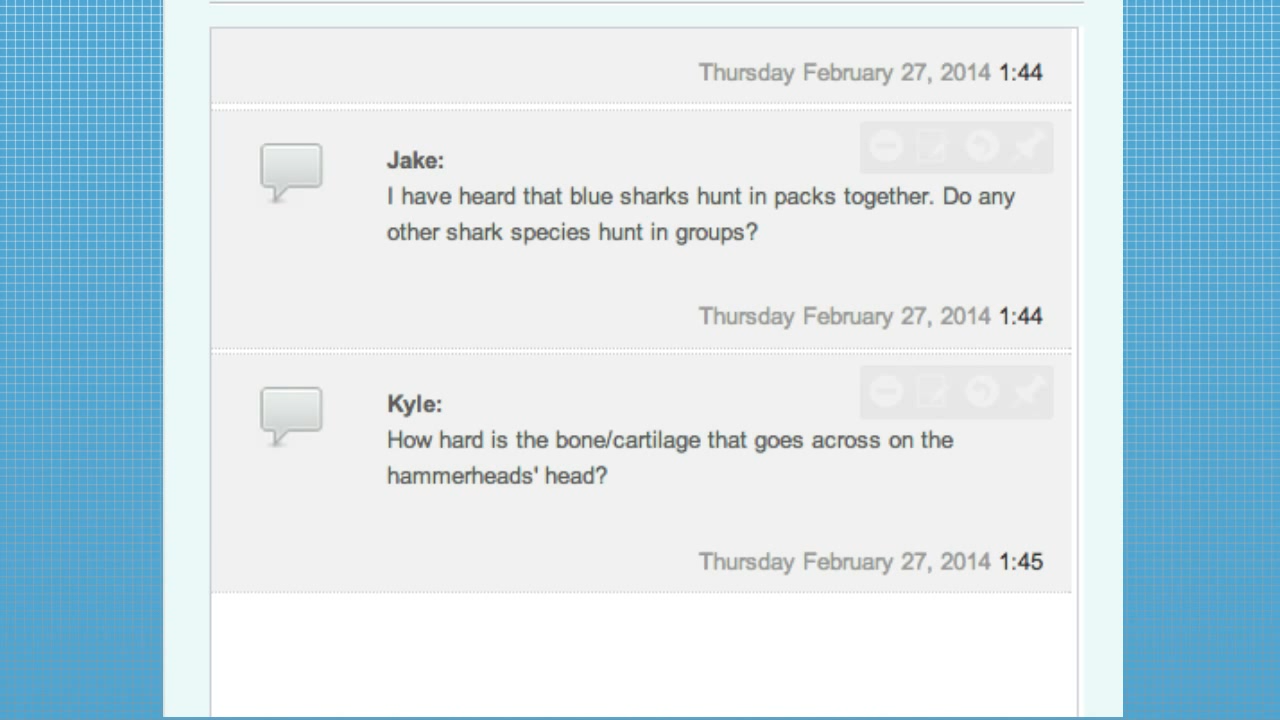 Thursday February 27, 2014 1:44
Jake:
I have heard that blue sharks hunt in packs together. Do any
other shark species hunt in groups?
Thursday February 27, 2014 1:44
Kyle:
How hard is the bone/cartilage that goes across on the
hammerheads' head?
Thursday February 27, 2014 1:45